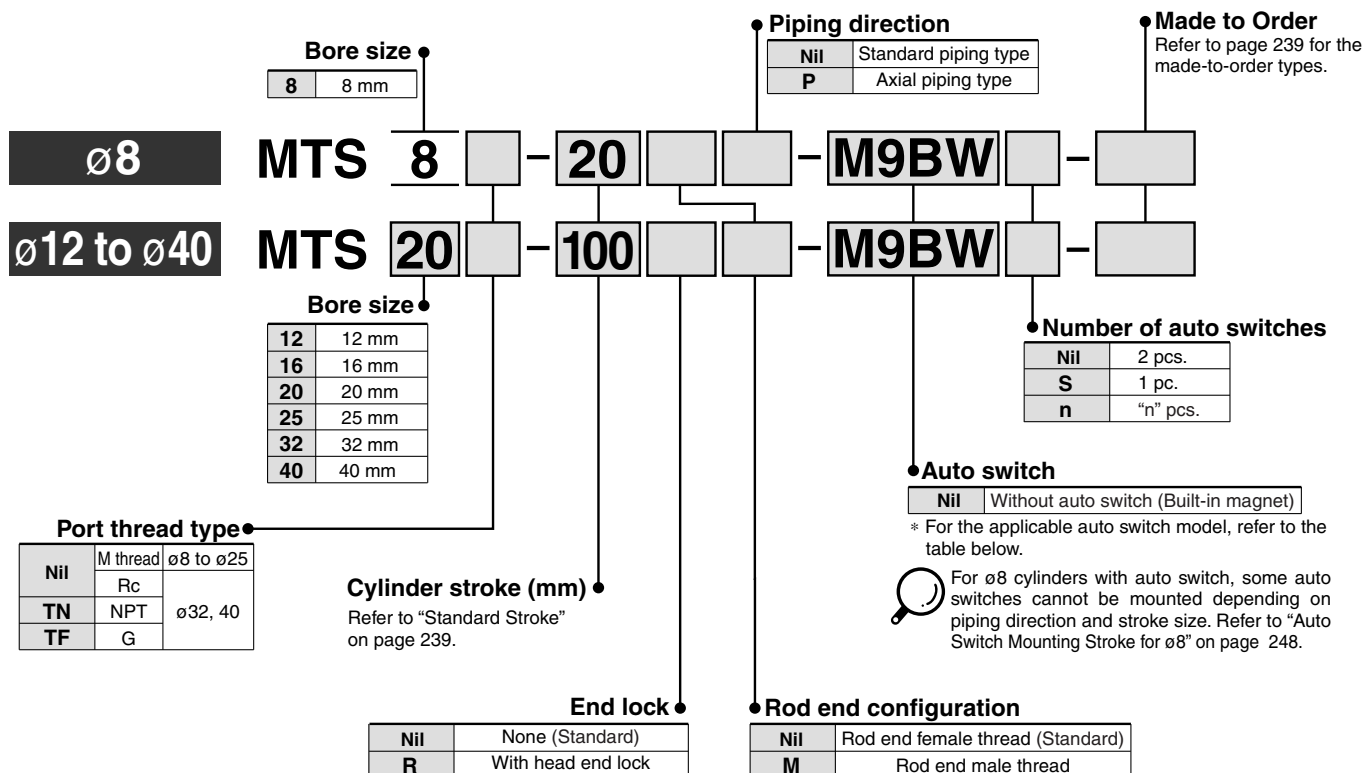 Bore size
8 8 mm
Piping direction
Nil Standard piping type
P Axial piping type
Made to Order
Refer to page 239 for the
made-to-order types.
ø8 MTS 8 - 20 - M9BW -
ø12 to ø40 MTS 20 - 100 - M9BW -
Bore size
12 12 mm
16 16 mm
20 20 mm
25 25 mm
32 32 mm
40 40 mm
Number of auto switches
Nil 2 pcs.
S 1 pc.
n “n” pcs.
Auto switch
Nil Without auto switch (Built-in magnet)
* For the applicable auto switch model, refer to the
table below.
For ø8 cylinders with auto switch, some auto
switches cannot be mounted depending on
piping direction and stroke size. Refer to “Auto
Switch Mounting Stroke for ø8” on page 248.
Port thread type
Nil M thread ø8 to ø25
Rc
TN NPT ø32, 40
TF G
Cylinder stroke (mm)
Refer to “Standard Stroke”
on page 239.
End lock
Nil None (Standard)
R With head end lock
Rod end configuration
Nil Rod end female thread (Standard)
M Rod end male thread